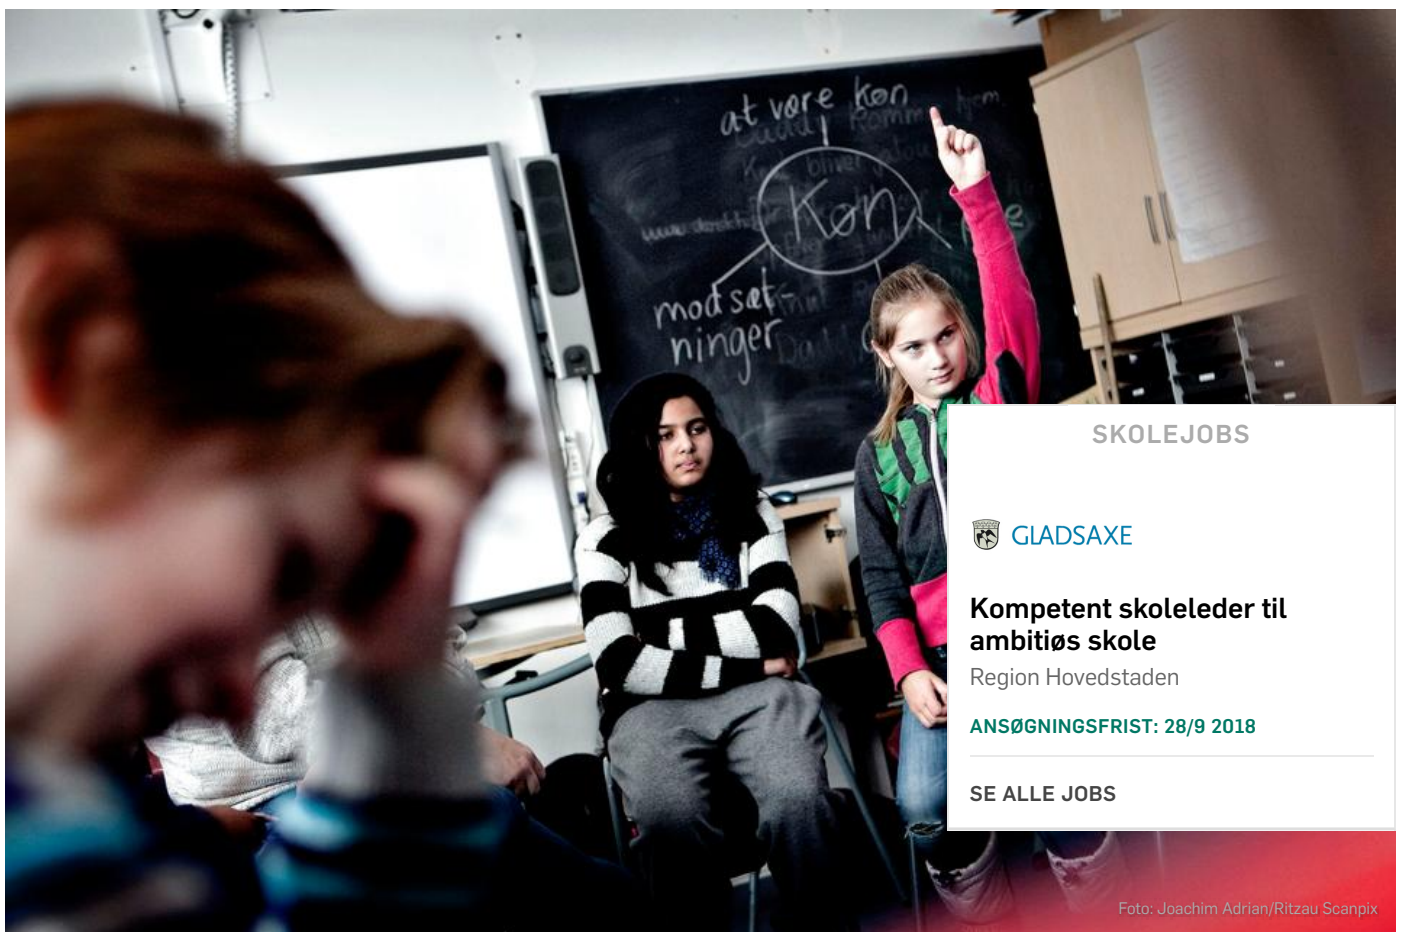 at være køn
Køn
modsæt-
ninger
SKOLEJOBS
GLADSAXE
Kompetent skoleleder til
ambitiøs skole
Region Hovedstaden
ANSØGNINGSFRIST: 28/9 2018
SE ALLE JOBS
Foto: Joachim Adrian/Ritzau Scanpix